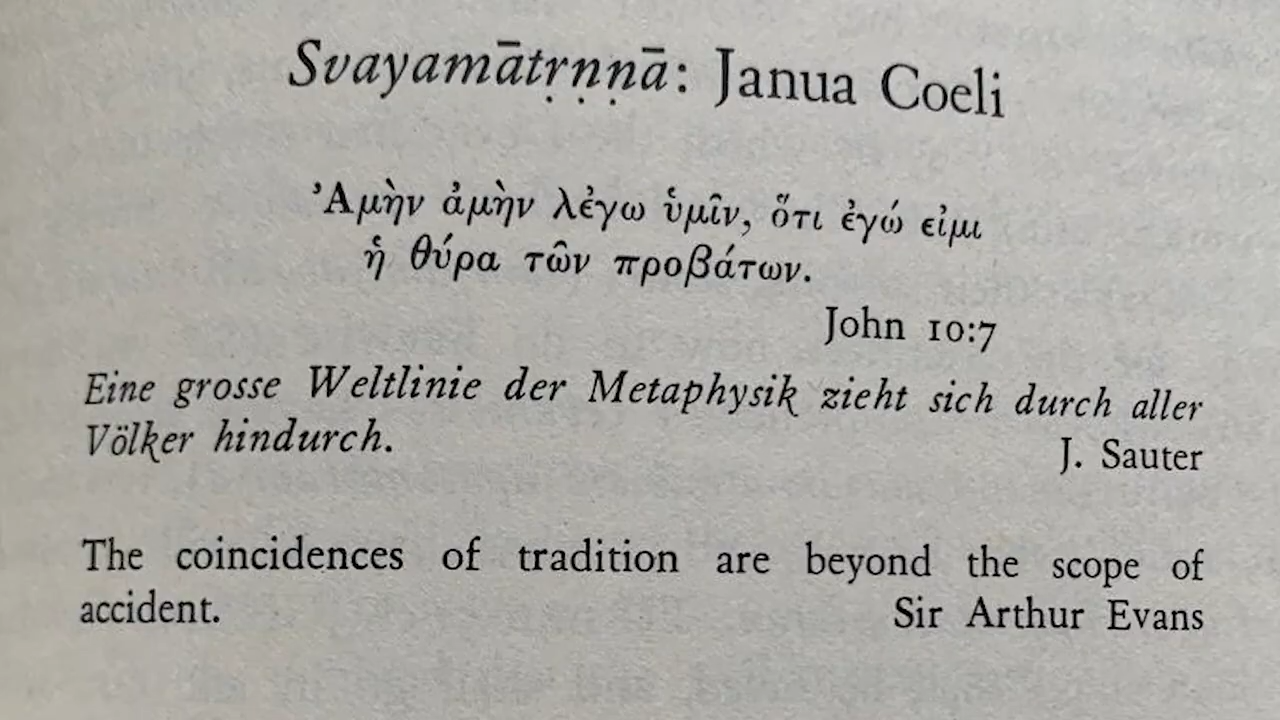 Svayamātṛṇṇā: Janua Coeli
Ἀμὴν ἀμὴν λέγω ὑμῖν, ὅτι ἐγώ εἰμι
ἡ θύρα τῶν προβάτων.
John 10:7
Eine grosse Weltlinie der Metaphysik zieht sich durch aller
Völker hindurch.
J. Sauter
The coincidences of tradition are beyond the scope of
accident.
Sir Arthur Evans